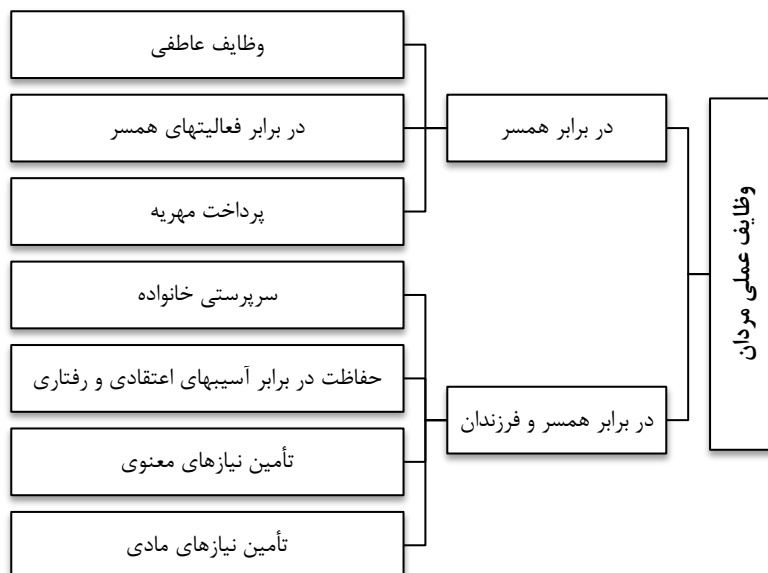 وظایف عملی مردان
در برابر همسر
وظایف عاطفی
در برابر فعالیتهای همسر
پرداخت مهریه
در برابر همسر و فرزندان
سرپرستی خانواده
حفاظت در برابر آسیبهای اعتقادی و رفتاری
تأمین نیازهای معنوی
تأمین نیازهای مادی